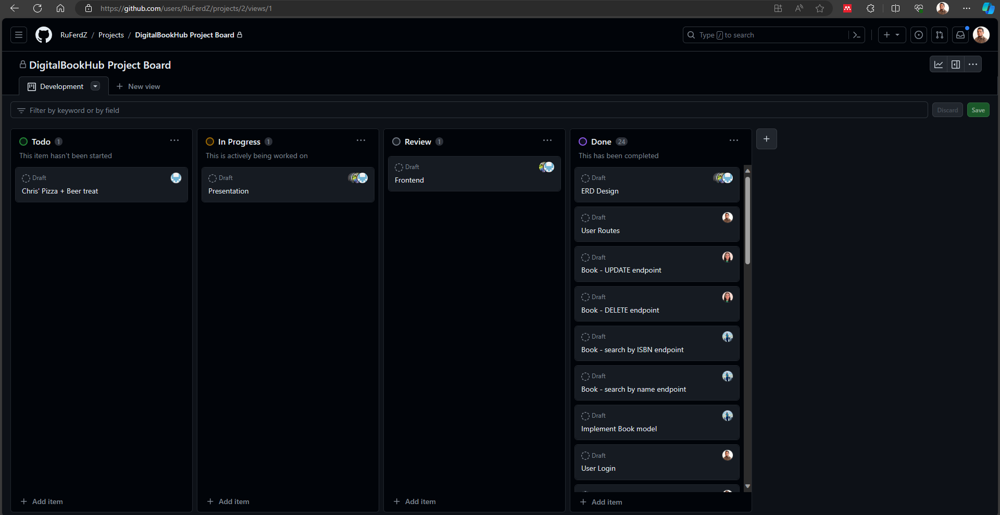 https://github.com/users/RuFerdZ/projects/2/views/1
RuFerdZ / Projects / DigitalBookHub Project Board
Type / to search
DigitalBookHub Project Board
Development
New view
Filter by keyword or by field
Discard
Save
Todo 1
This item hasn't been started
Draft
Chris' Pizza + Beer treat
Add item
In Progress 1
This is actively being worked on
Draft
Presentation
Add item
Review 1
Draft
Frontend
Add item
Done 24
This has been completed
Draft
ERD Design
Draft
User Routes
Draft
Book - UPDATE endpoint
Draft
Book - DELETE endpoint
Draft
Book - search by ISBN endpoint
Draft
Book - search by name endpoint
Draft
Implement Book model
Draft
User Login
Add item